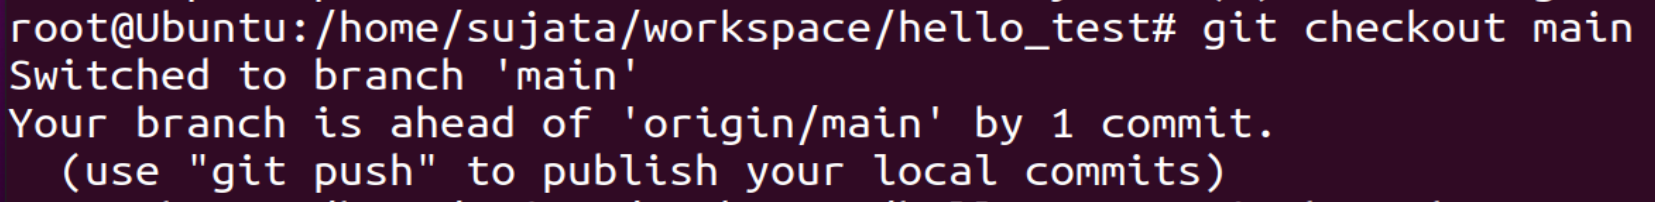 root@Ubuntu:/home/sujata/workspace/hello_test# git checkout main
Switched to branch 'main'
Your branch is ahead of 'origin/main' by 1 commit.
  (use "git push" to publish your local commits)